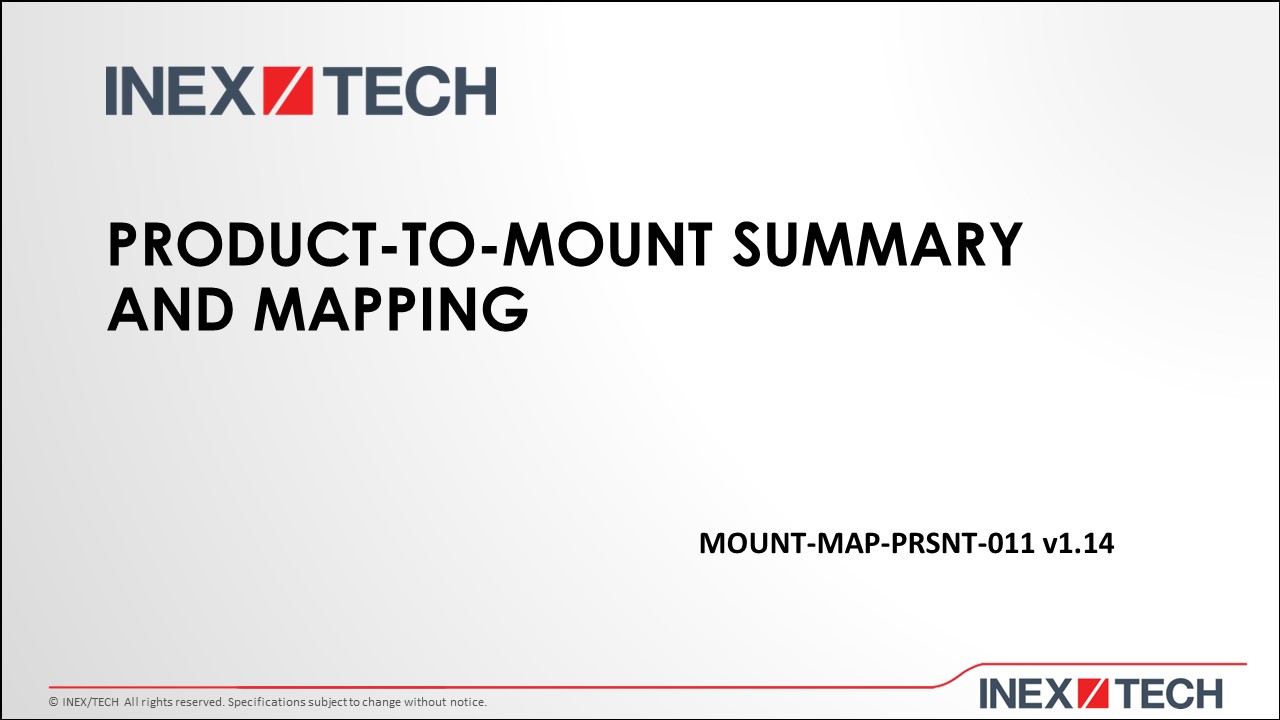 INEX/TECH
PRODUCT-TO-MOUNT SUMMARY
AND MAPPING
MOUNT-MAP-PRSNT-011 v1.14
© INEX/TECH All rights reserved. Specifications subject to change without notice.
INEX/TECH